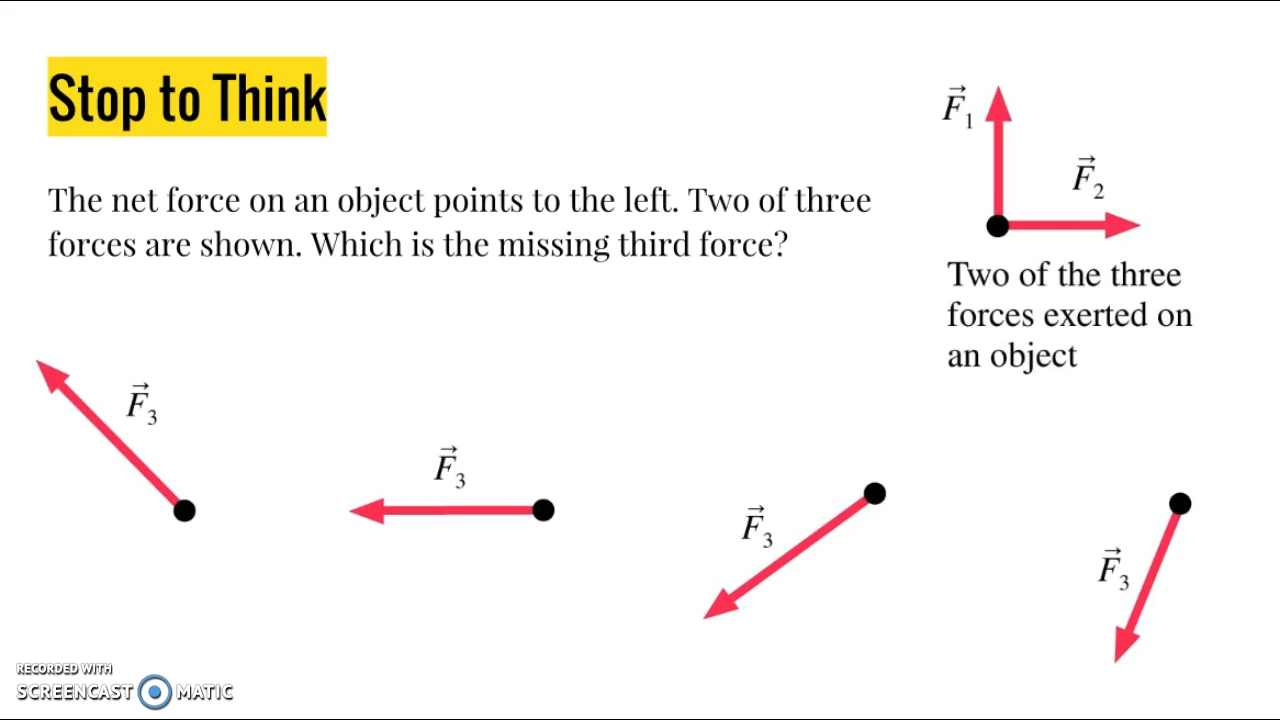 Stop to Think
The net force on an object points to the left. Two of three
forces are shown. Which is the missing third force?
F⃗₁
F⃗₂
Two of the three
forces exerted on
an object
F⃗₃
F⃗₃
F⃗₃
F⃗₃
RECORDED WITH
SCREENCAST MATIC